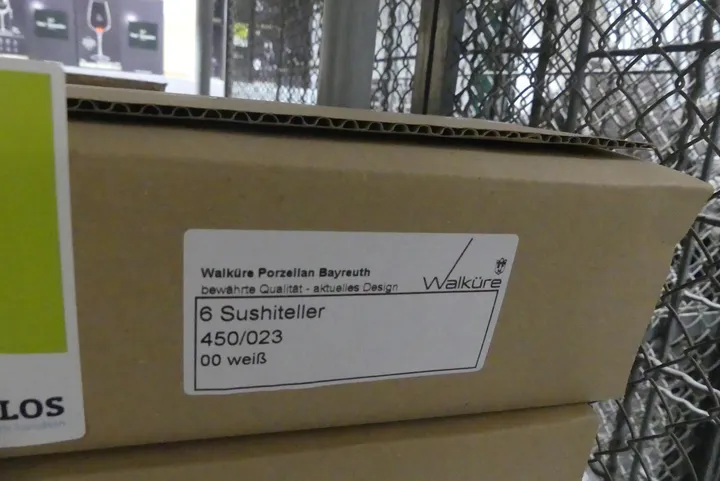 Walküre Porzellan Bayreuth
bewährte Qualität - aktuelles Design
Walküre
6 Sushiteller
450/023
00 weiß
LOS